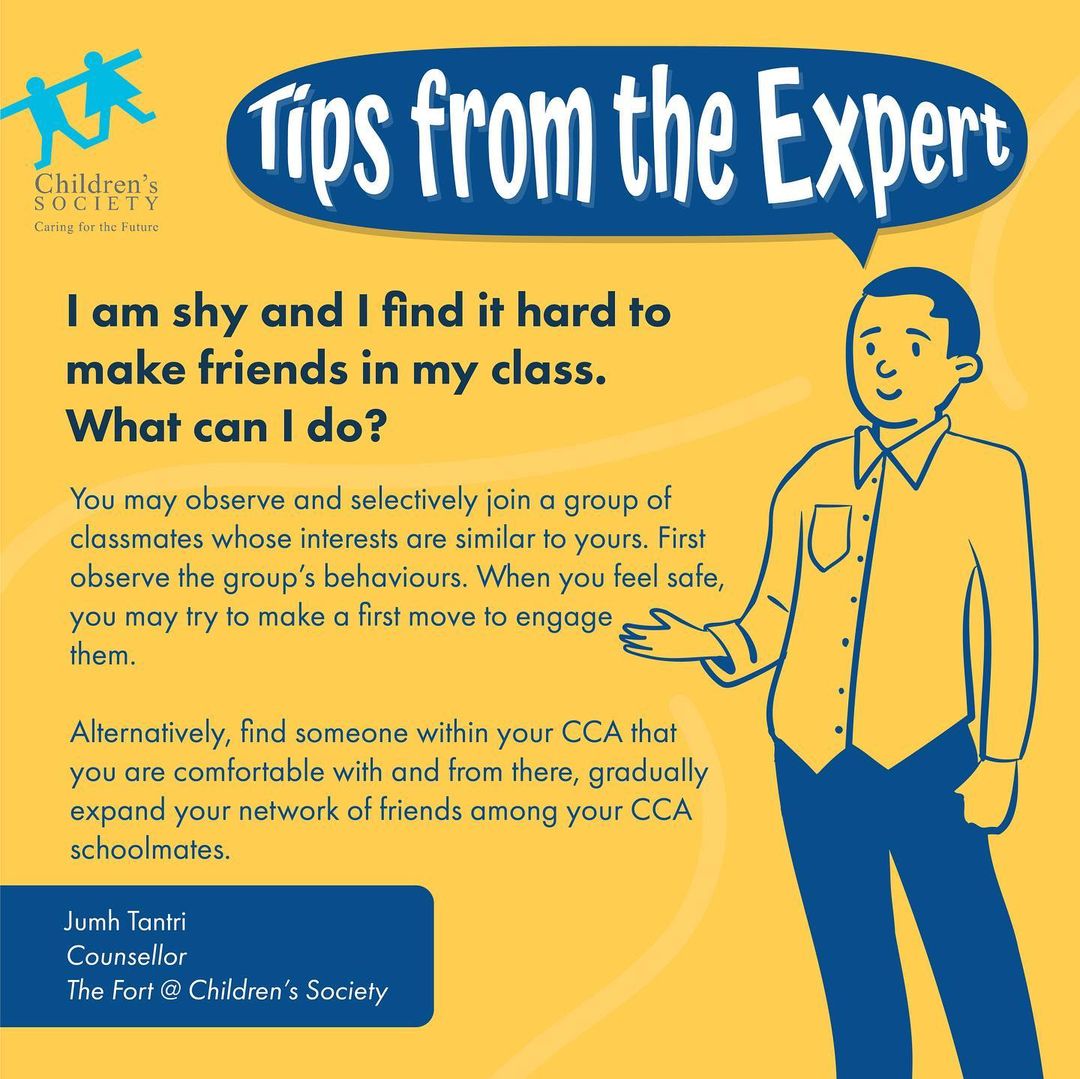 Children's
SOCIETY
Caring for the Future
Tips from the Expert
I am shy and I find it hard to
make friends in my class.
What can I do?
You may observe and selectively join a group of
classmates whose interests are similar to yours. First
observe the group's behaviours. When you feel safe,
you may try to make a first move to engage
them.
Alternatively, find someone within your CCA that
you are comfortable with and from there, gradually
expand your network of friends among your CCA
schoolmates.
Jumh Tantri
Counsellor
The Fort @ Children's Society